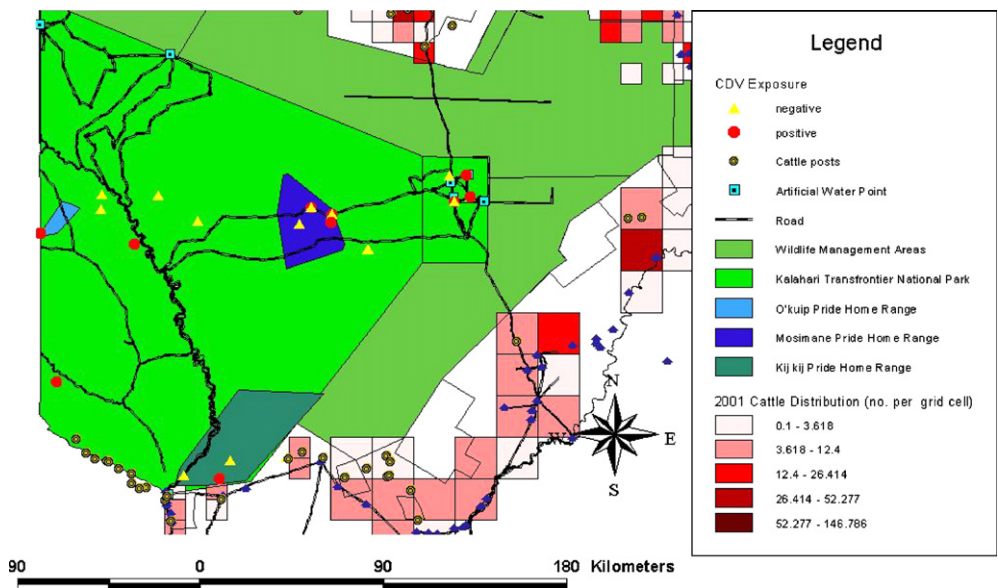 Legend
CDV Exposure
negative
positive
Cattle posts
Artificial Water Point
Road
Wildlife Management Areas
Kalahari Transfrontier National Park
O'kuip Pride Home Range
Mosimane Pride Home Range
Kij kij Pride Home Range
2001 Cattle Distribution (no. per grid cell)
0.1 - 3.618
3.618 - 12.4
12.4 - 26.414
26.414 - 52.277
52.277 - 146.786
N
W E
S
90 0 90 180 Kilometers